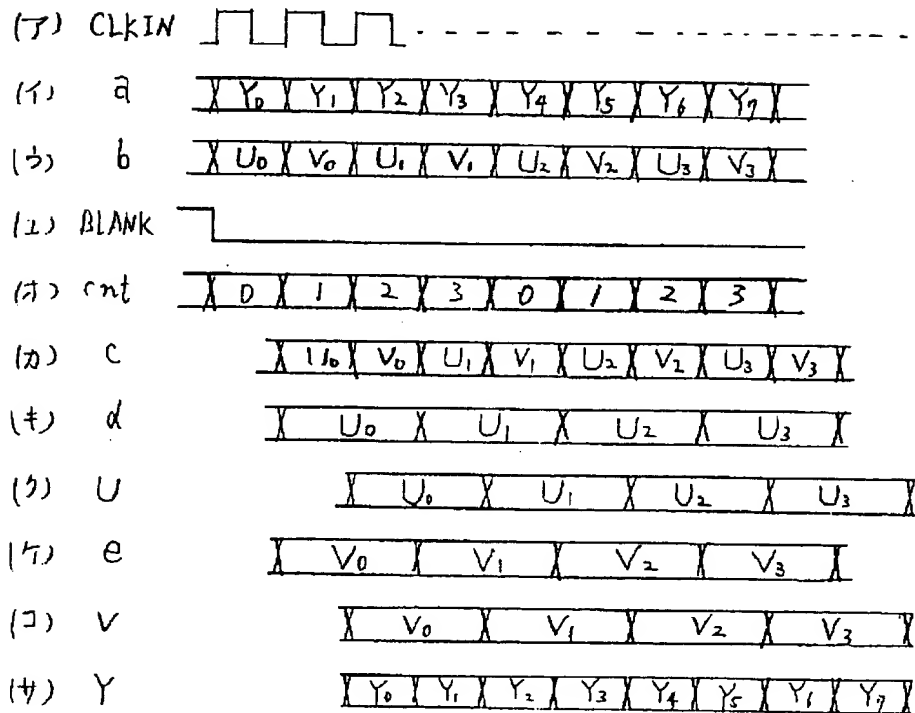 (ア) CLKIN
(イ) a Y0 Y1 Y2 Y3 Y4 Y5 Y6 Y7
(ウ) b U0 V0 U1 V1 U2 V2 U3 V3
(エ) BLANK
(オ) cnt 0 1 2 3 0 1 2 3
(カ) c U0 V0 U1 V1 U2 V2 U3 V3
(キ) d U0 U1 U2 U3
(ク) U U0 U1 U2 U3
(ケ) e V0 V1 V2 V3
(コ) V V0 V1 V2 V3
(サ) Y Y0 Y1 Y2 Y3 Y4 Y5 Y6 Y7